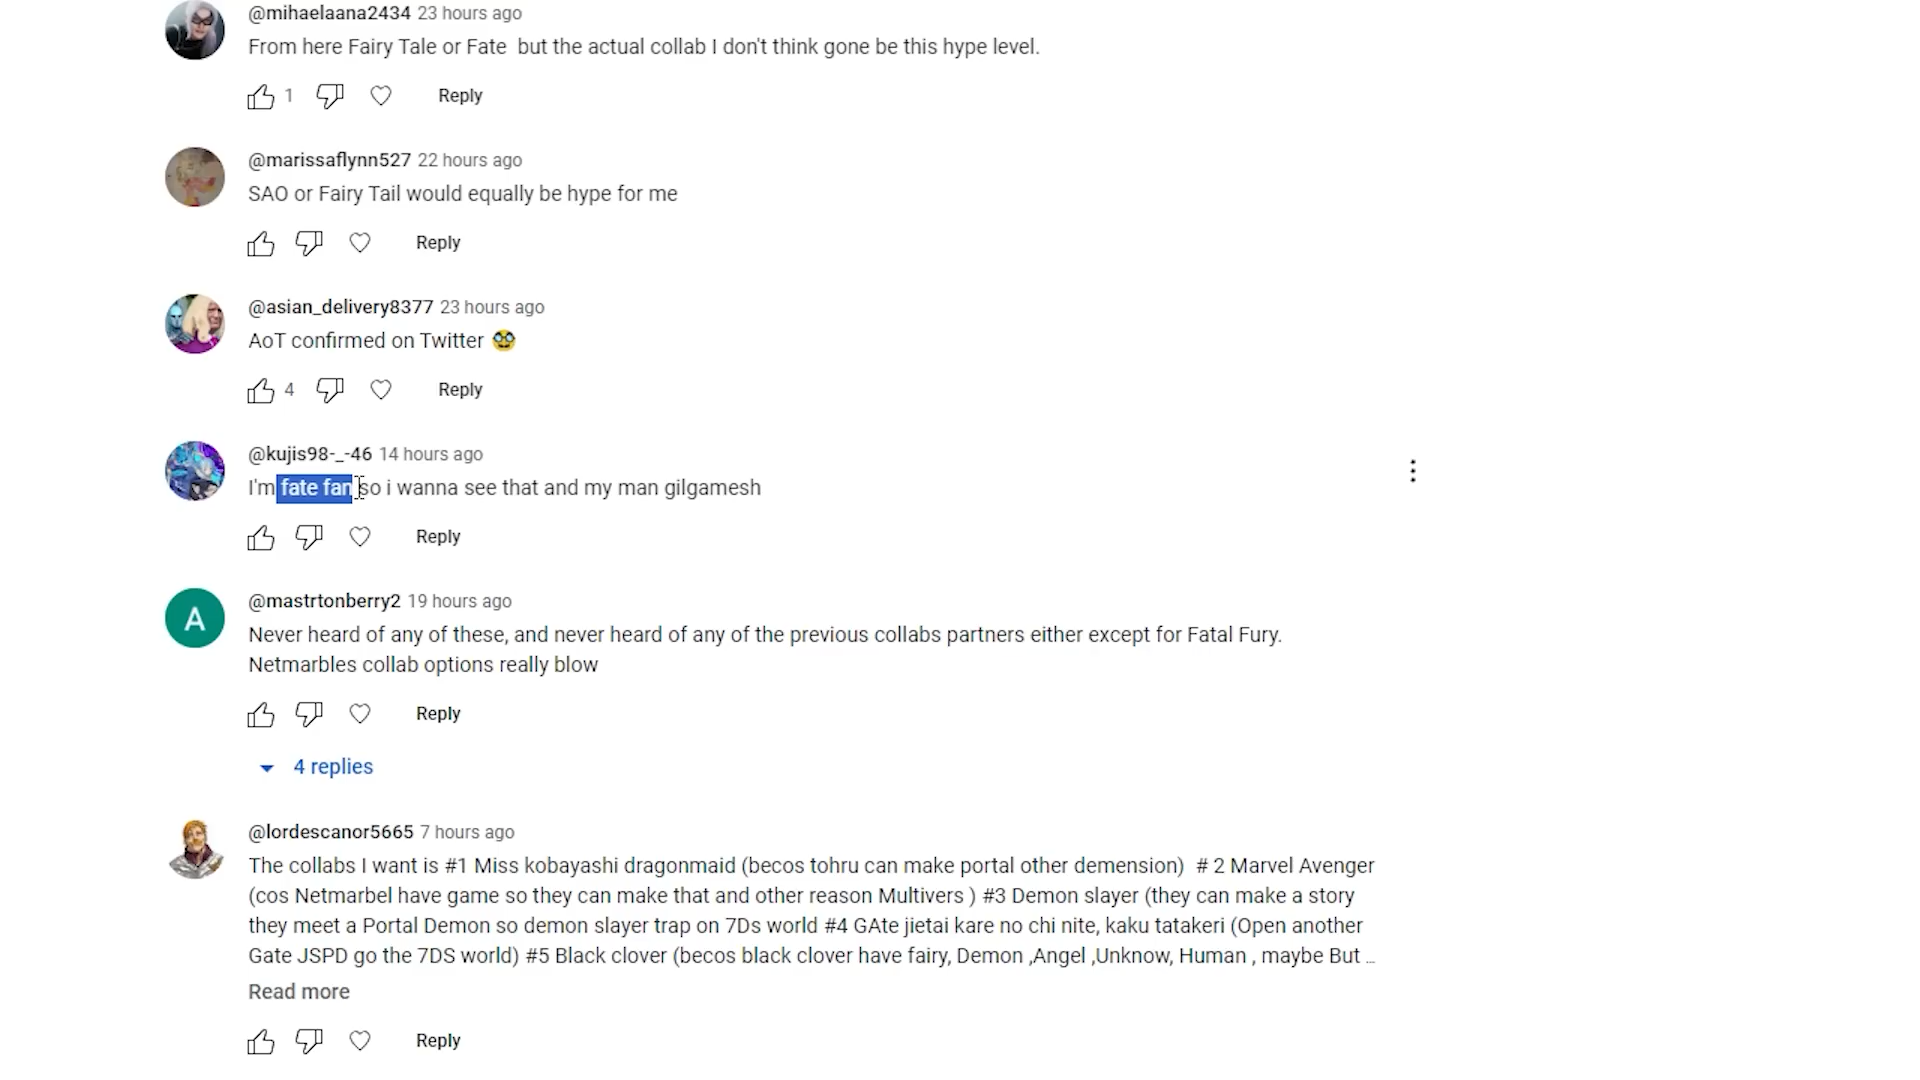 @mihaelaana2434 23 hours ago
From here Fairy Tale or Fate  but the actual collab I don't think gone be this hype level.
1 Reply
@marissaflynn527 22 hours ago
SAO or Fairy Tail would equally be hype for me
Reply
@asian_delivery8377 23 hours ago
AoT confirmed on Twitter 🥸
4 Reply
@kujis98-_-46 14 hours ago
I'm fate fan so i wanna see that and my man gilgamesh
Reply
A
@mastrtonberry2 19 hours ago
Never heard of any of these, and never heard of any of the previous collabs partners either except for Fatal Fury.
Netmarbles collab options really blow
Reply
4 replies
@lordescanor5665 7 hours ago
The collabs I want is #1 Miss kobayashi dragonmaid (becos tohru can make portal other demension)  # 2 Marvel Avenger
(cos Netmarbel have game so they can make that and other reason Multivers ) #3 Demon slayer (they can make a story
they meet a Portal Demon so demon slayer trap on 7Ds world #4 GAte jietai kare no chi nite, kaku tatakeri (Open another
Gate JSPD go the 7DS world) #5 Black clover (becos black clover have fairy, Demon ,Angel ,Unknow, Human , maybe But ...
Read more
Reply